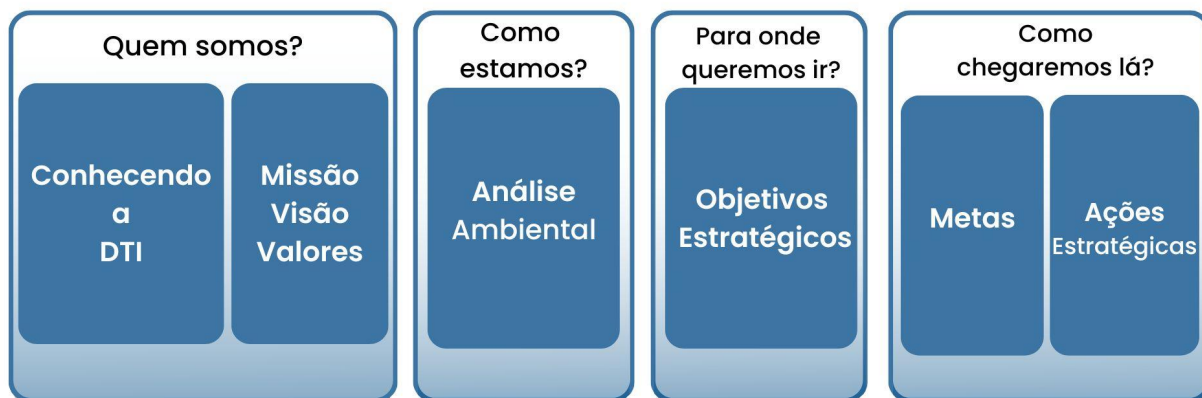 Quem somos?
Conhecendo
a
DTI
Missão
Visão
Valores
Como
estamos?
Análise
Ambiental
Para onde
queremos ir?
Objetivos
Estratégicos
Como
chegaremos lá?
Metas
Ações
Estratégicas